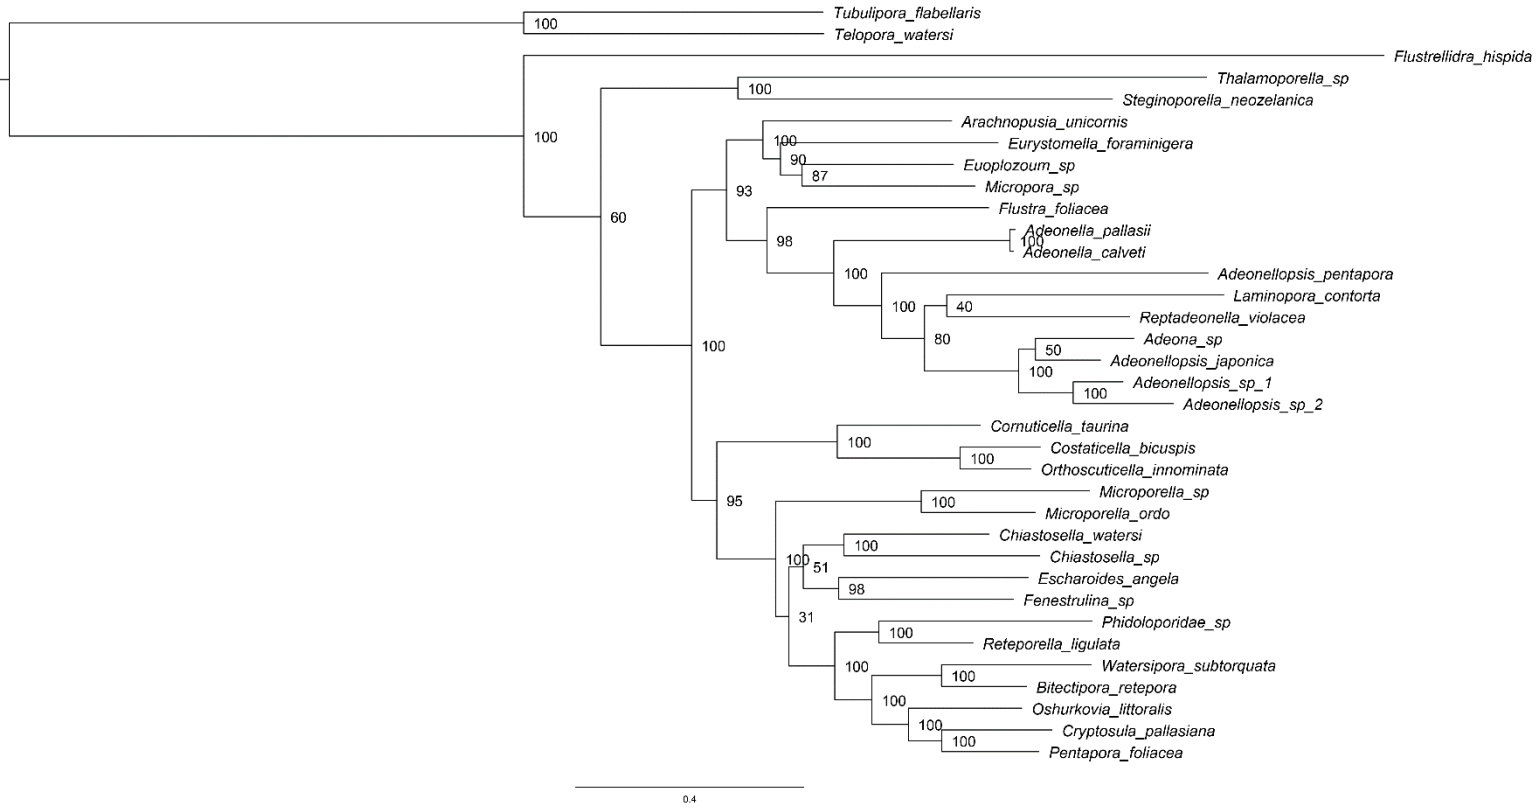 Tubulipora_flabellaris
100
Telopora_watersi
Flustrellidra_hispida
Thalamoporella_sp
100
Steginoporella_neozelanica
Arachnopusia_unicornis
100
100
Eurystomella_foraminigera
90
Euoplozoum_sp
87
Micropora_sp
93
Flustra_foliacea
60
Adeonella_pallasii
98
100
Adeonella_calveti
100
Adeonellopsis_pentapora
Laminopora_contorta
100
40
Reptadeonella_violacea
80
Adeona_sp
100
50
Adeonellopsis_japonica
100
Adeonellopsis_sp_1
100
Adeonellopsis_sp_2
Cornuticella_taurina
100
Costaticella_bicuspis
100
Orthoscuticella_innominata
Microporella_sp
95
100
Microporella_ordo
Chiastosella_watersi
100
Chiastosella_sp
100
51
Escharoides_angela
98
Fenestrulina_sp
31
Phidoloporidae_sp
100
Reteporella_ligulata
100
Watersipora_subtorquata
100
Bitectipora_retepora
100
Oshurkovia_littoralis
100
Cryptosula_pallasiana
100
Pentapora_foliacea
0.4